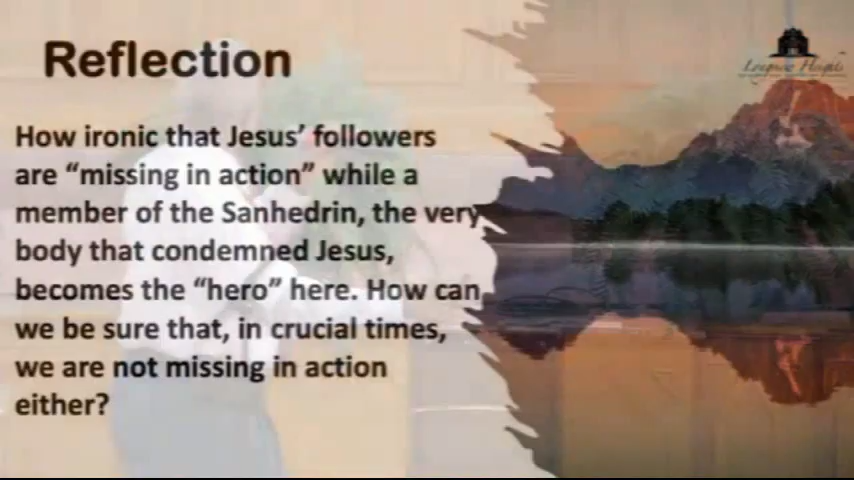 Reflection
How ironic that Jesus’ followers
are “missing in action” while a
member of the Sanhedrin, the very
body that condemned Jesus,
becomes the “hero” here. How can
we be sure that, in crucial times,
we are not missing in action
either?